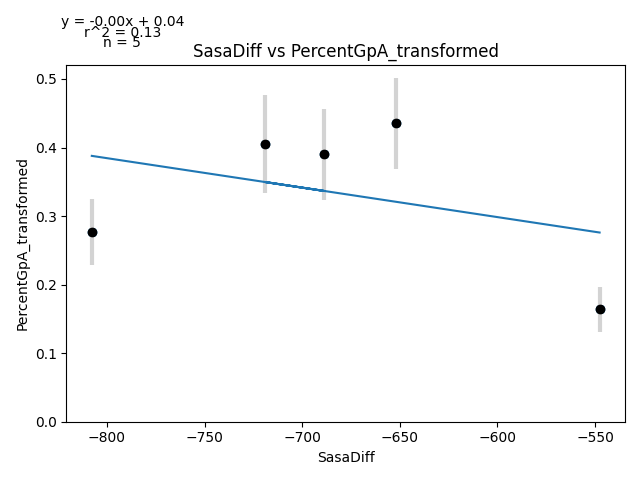 y = -0.00x + 0.04
r^2 = 0.13
n = 5
SasaDiff vs PercentGpA_transformed
PercentGpA_transformed
0.5
0.4
0.3
0.2
0.1
0.0
−800
−750
−700
−650
−600
−550
SasaDiff